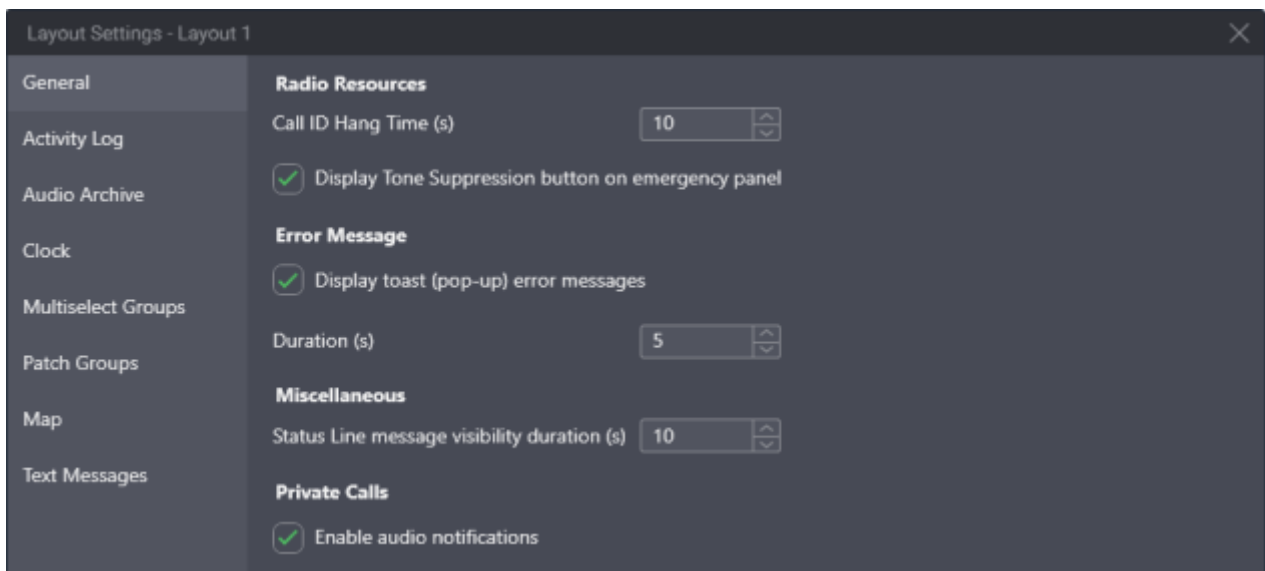 Layout Settings - Layout 1
General
Activity Log
Audio Archive
Clock
Multiselect Groups
Patch Groups
Map
Text Messages
Radio Resources
Call ID Hang Time (s) 10
Display Tone Suppression button on emergency panel
Error Message
Display toast (pop-up) error messages
Duration (s) 5
Miscellaneous
Status Line message visibility duration (s) 10
Private Calls
Enable audio notifications